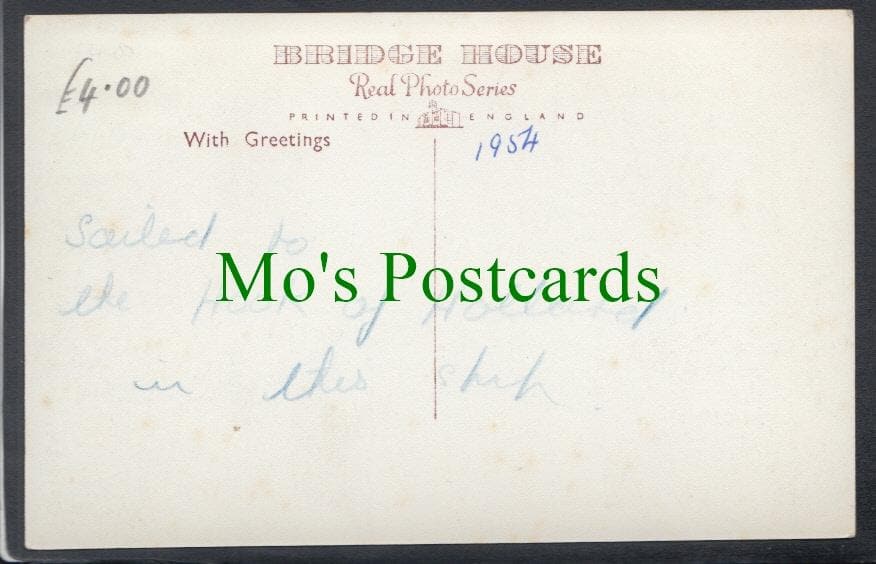 BRIDGE HOUSE
Real Photo Series
£4.00
PRINTED IN ENGLAND
With Greetings
1954
Sailed to
Mo's Postcards
the Hook of Holland
in this ship